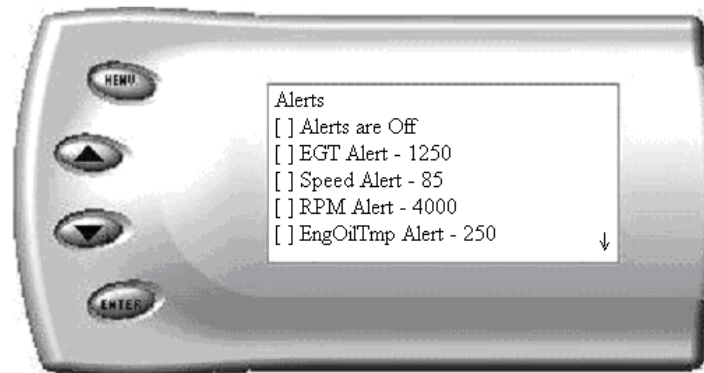 MENU
Alerts
[ ] Alerts are Off
[ ] EGT Alert - 1250
[ ] Speed Alert - 85
[ ] RPM Alert - 4000
[ ] EngOilTmp Alert - 250 ↓
ENTER